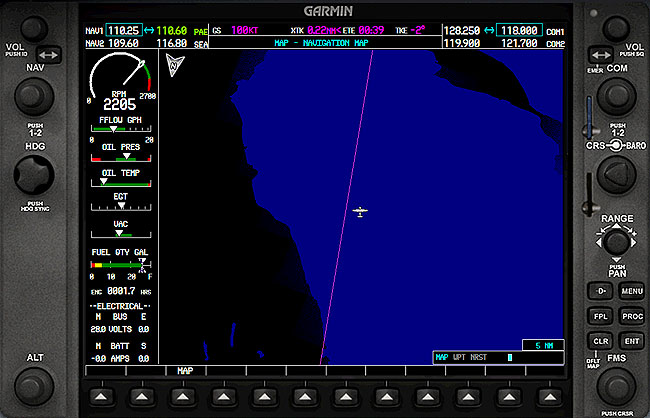 GARMIN
NAV1 110.25 ↔ 110.60 PAE GS 100KT XTK 0.22NM< ETE 00:39 TKE -2° 128.250 ↔ 118.000 COM1
NAV2 109.60 116.80 SEA MAP - NAVIGATION MAP 119.900 121.700 COM2
VOL
PUSH ID
NAV
PUSH
1-2
HDG
PUSH
HDG SYNC
ALT
0 2700
RPM
2205
FFLOW GPH
0 20
OIL PRES
OIL TEMP
EGT
VAC
FUEL QTY GAL
0 10 20 F
ENG 0001.7 HRS
--ELECTRICAL--
M BUS E
28.0 VOLTS 0.0
M BATT S
-0.0 AMPS 0.0
N
5 NM
MAP WPT NRST
MAP
VOL
PUSH SQ
EMER
COM
PUSH
1-2
CRS BARO
RANGE
PUSH
PAN
-D- MENU
FPL PROC
CLR ENT
DFLT
MAP
FMS
PUSH CRSR